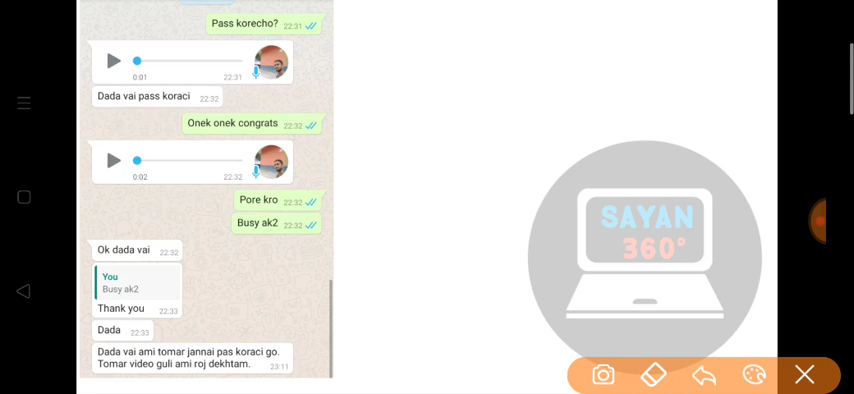 Pass korecho? 22:31
0:01 22:31
Dada vai pass koraci 22:32
Onek onek congrats 22:32
0:02 22:32
Pore kro 22:32
Busy ak2 22:32
Ok dada vai 22:32
You
Busy ak2
Thank you 22:33
Dada 22:33
Dada vai ami tomar jannai pas koraci go.
Tomar video guli ami roj dekhtam. 23:11
SAYAN
360°